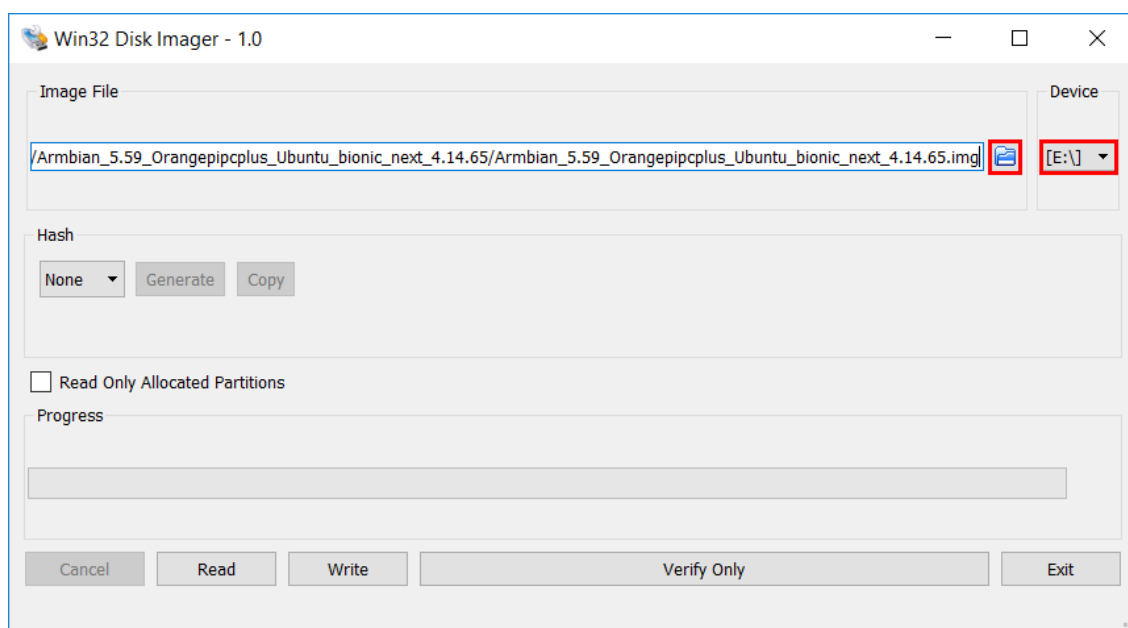 Win32 Disk Imager - 1.0
Image File
Device
/Armbian_5.59_Orangepipcplus_Ubuntu_bionic_next_4.14.65/Armbian_5.59_Orangepipcplus_Ubuntu_bionic_next_4.14.65.img
[E:\]
Hash
None
Generate
Copy
Read Only Allocated Partitions
Progress
Cancel
Read
Write
Verify Only
Exit